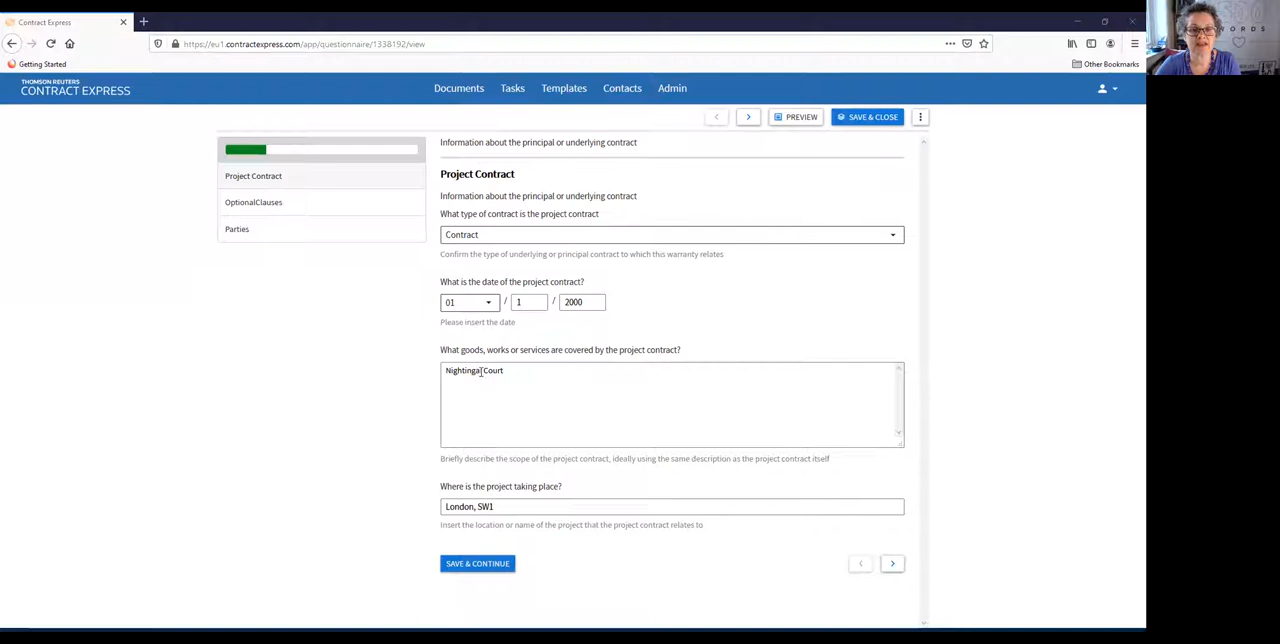 Contract Express
https://eu1.contractexpress.com/app/questionnaire/1338192/view
Getting Started
Other Bookmarks
THOMSON REUTERS
CONTRACT EXPRESS
Documents Tasks Templates Contacts Admin
PREVIEW SAVE & CLOSE
Project Contract
OptionalClauses
Parties
Information about the principal or underlying contract
Project Contract
Information about the principal or underlying contract
What type of contract is the project contract
Contract
Confirm the type of underlying or principal contract to which this warranty relates
What is the date of the project contract?
01 / 1 / 2000
Please insert the date
What goods, works or services are covered by the project contract?
Court
Briefly describe the scope of the project contract, ideally using the same description as the project contract itself
Where is the project taking place?
London, SW1
Insert the location or name of the project that the project contract relates to
SAVE & CONTINUE